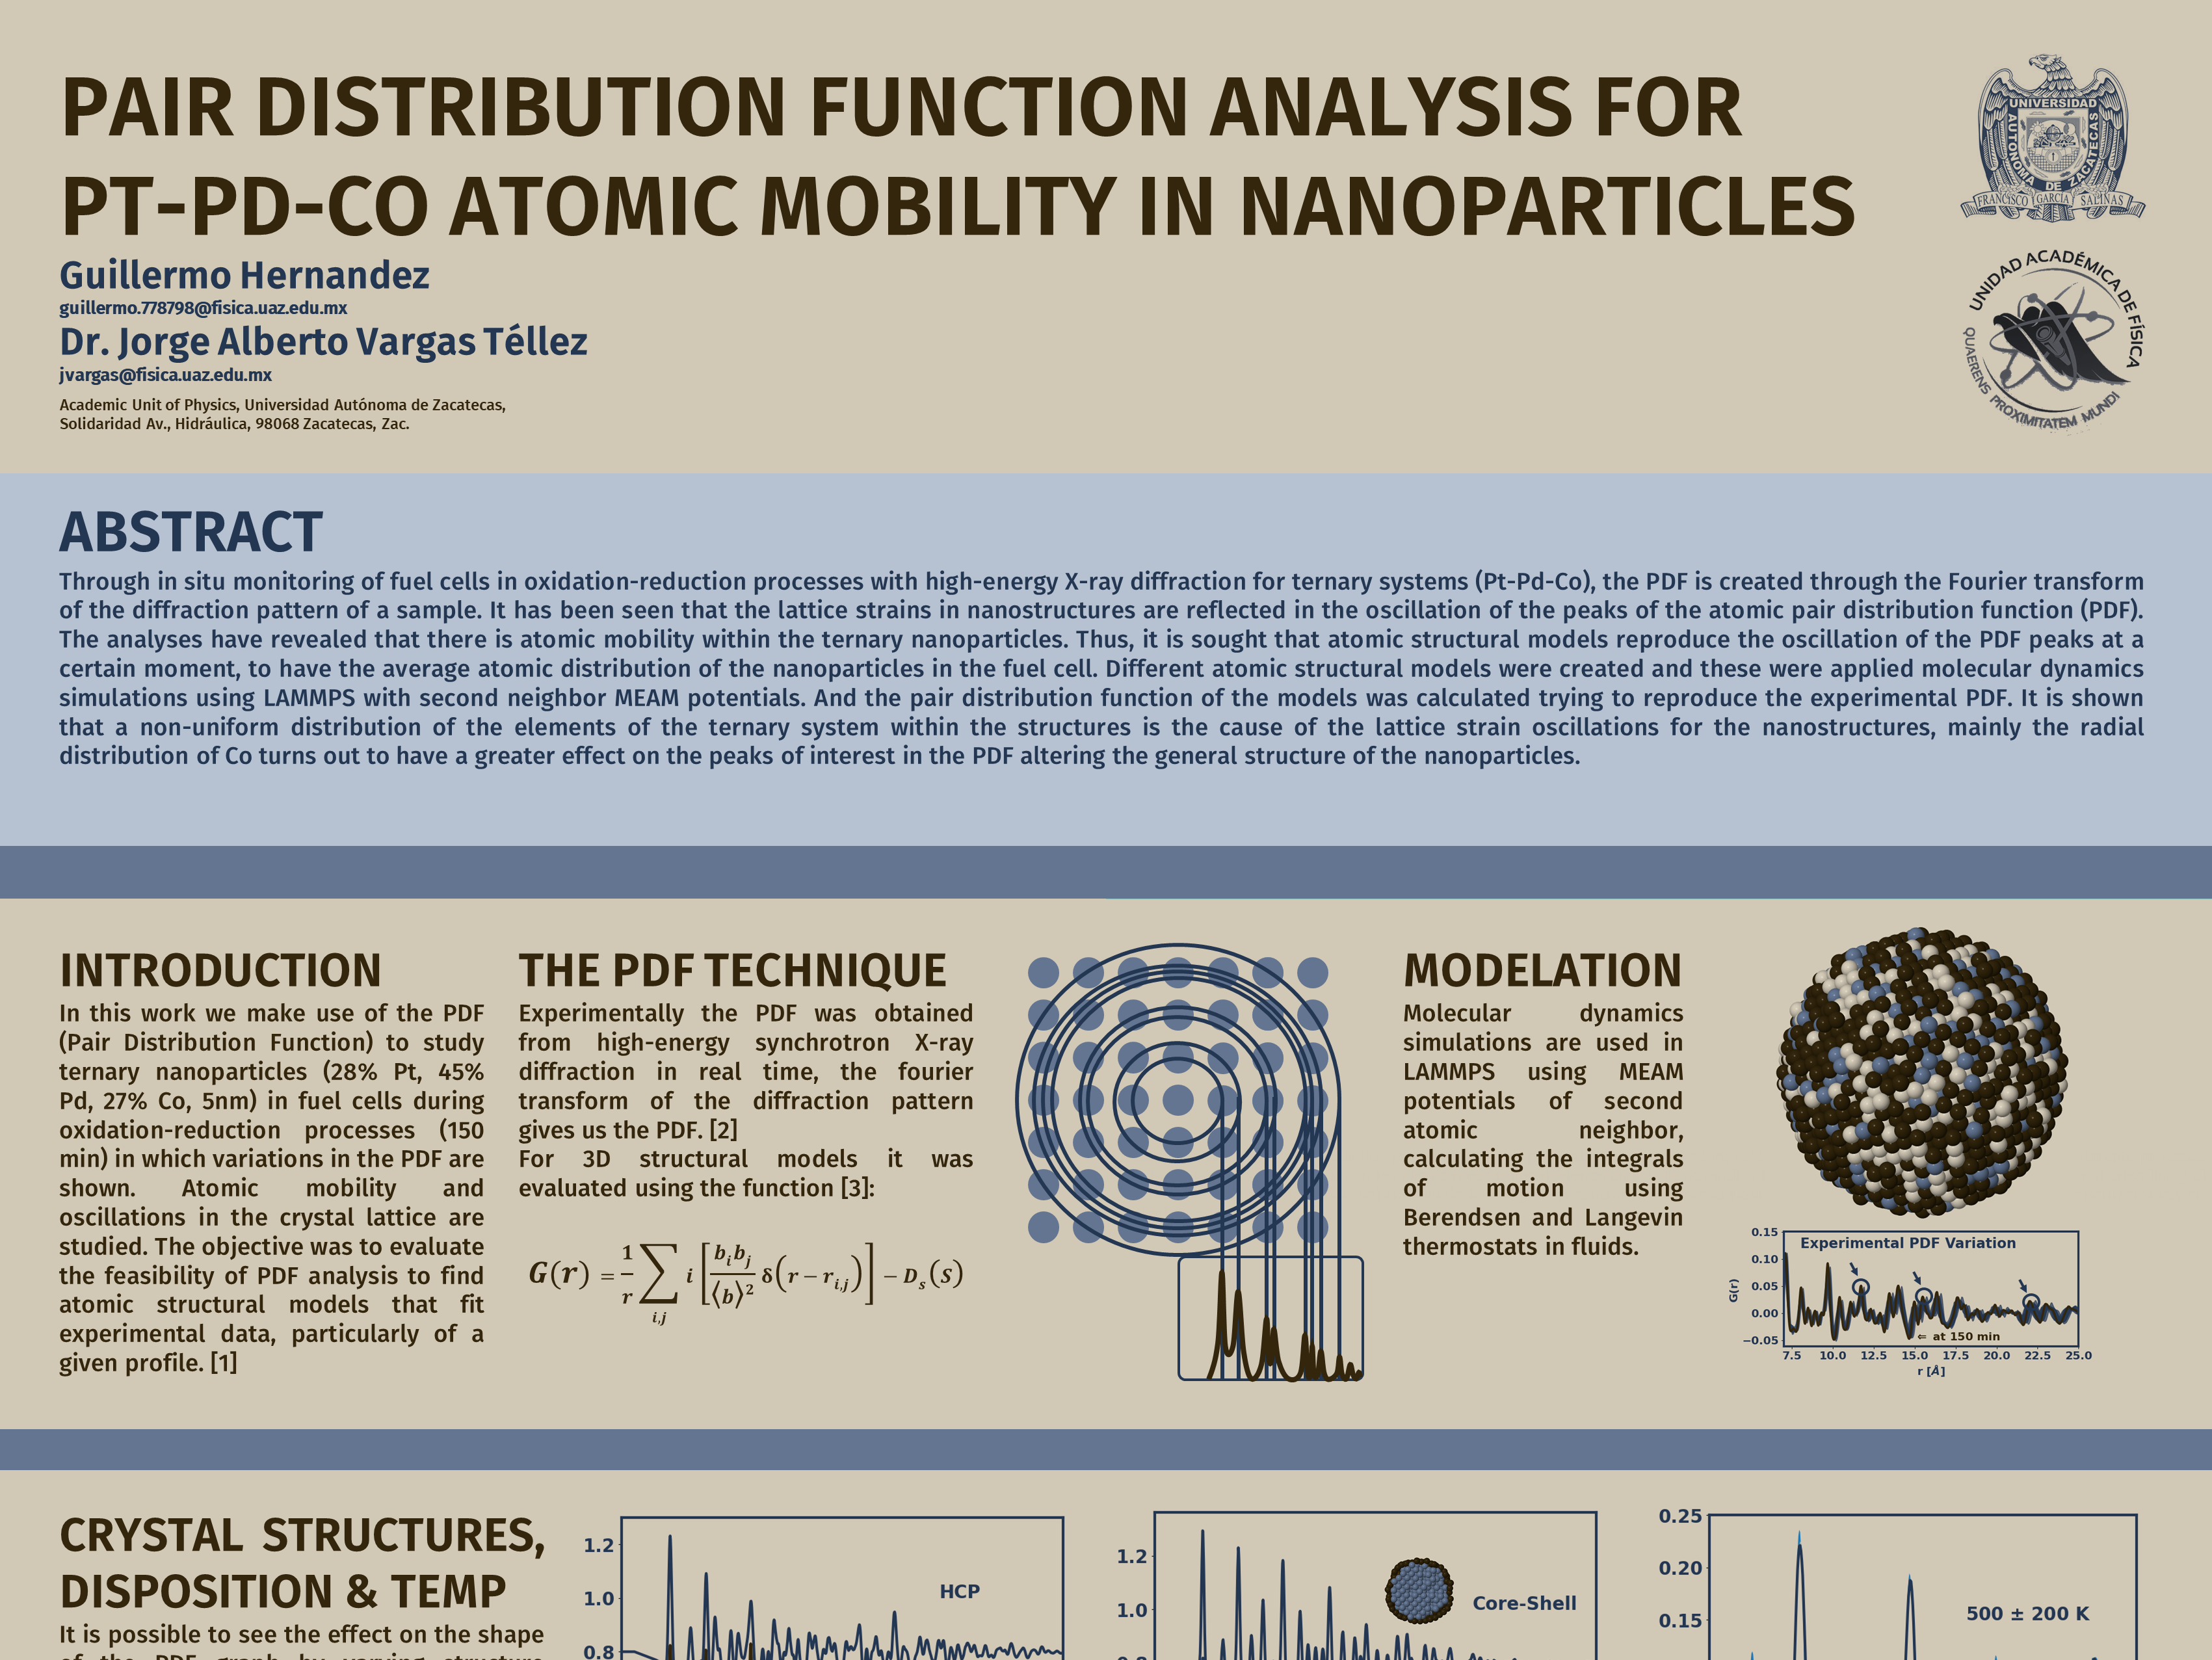 PAIR DISTRIBUTION FUNCTION ANALYSIS FOR
PT-PD-CO ATOMIC MOBILITY IN NANOPARTICLES
Guillermo Hernandez
guillermo.778798@fisica.uaz.edu.mx
Dr. Jorge Alberto Vargas Téllez
jvargas@fisica.uaz.edu.mx
Academic Unit of Physics, Universidad Autónoma de Zacatecas,
Solidaridad Av., Hidráulica, 98068 Zacatecas, Zac.
UNIVERSIDAD
AUTONOMA DE ZACATECAS
FRANCISCO GARCIA SALINAS
UNIDAD ACADÉMICA DE FÍSICA
QUAERENS PROXIMITATEM MUNDI
ABSTRACT
Through in situ monitoring of fuel cells in oxidation-reduction processes with high-energy X-ray diffraction for ternary systems (Pt-Pd-Co), the PDF is created through the Fourier transform
of the diffraction pattern of a sample. It has been seen that the lattice strains in nanostructures are reflected in the oscillation of the peaks of the atomic pair distribution function (PDF).
The analyses have revealed that there is atomic mobility within the ternary nanoparticles. Thus, it is sought that atomic structural models reproduce the oscillation of the PDF peaks at a
certain moment, to have the average atomic distribution of the nanoparticles in the fuel cell. Different atomic structural models were created and these were applied molecular dynamics
simulations using LAMMPS with second neighbor MEAM potentials. And the pair distribution function of the models was calculated trying to reproduce the experimental PDF. It is shown
that a non-uniform distribution of the elements of the ternary system within the structures is the cause of the lattice strain oscillations for the nanostructures, mainly the radial
distribution of Co turns out to have a greater effect on the peaks of interest in the PDF altering the general structure of the nanoparticles.
INTRODUCTION
In this work we make use of the PDF
(Pair Distribution Function) to study
ternary nanoparticles (28% Pt, 45%
Pd, 27% Co, 5nm) in fuel cells during
oxidation-reduction processes (150
min) in which variations in the PDF are
shown. Atomic mobility and
oscillations in the crystal lattice are
studied. The objective was to evaluate
the feasibility of PDF analysis to find
atomic structural models that fit
experimental data, particularly of a
given profile. [1]
THE PDF TECHNIQUE
Experimentally the PDF was obtained
from high-energy synchrotron X-ray
diffraction in real time, the fourier
transform of the diffraction pattern
gives us the PDF. [2]
For 3D structural models it was
evaluated using the function [3]:
G(r) = 1/r ∑_{i,j} i [ b_i b_j / ⟨b⟩² δ(r − r_{i,j}) ] − D_s(S)
MODELATION
Molecular dynamics
simulations are used in
LAMMPS using MEAM
potentials of second
atomic neighbor,
calculating the integrals
of motion using
Berendsen and Langevin
thermostats in fluids.
Experimental PDF Variation
0.15
0.10
0.05
0.00
−0.05
G(r)
⇐ at 150 min
7.5 10.0 12.5 15.0 17.5 20.0 22.5 25.0
r [Å]
CRYSTAL STRUCTURES,
DISPOSITION & TEMP
It is possible to see the effect on the shape
of the PDF graph by varying structure
1.2
1.0
0.8
HCP
1.2
1.0
0.8
Core-Shell
0.25
0.20
0.15
500 ± 200 K